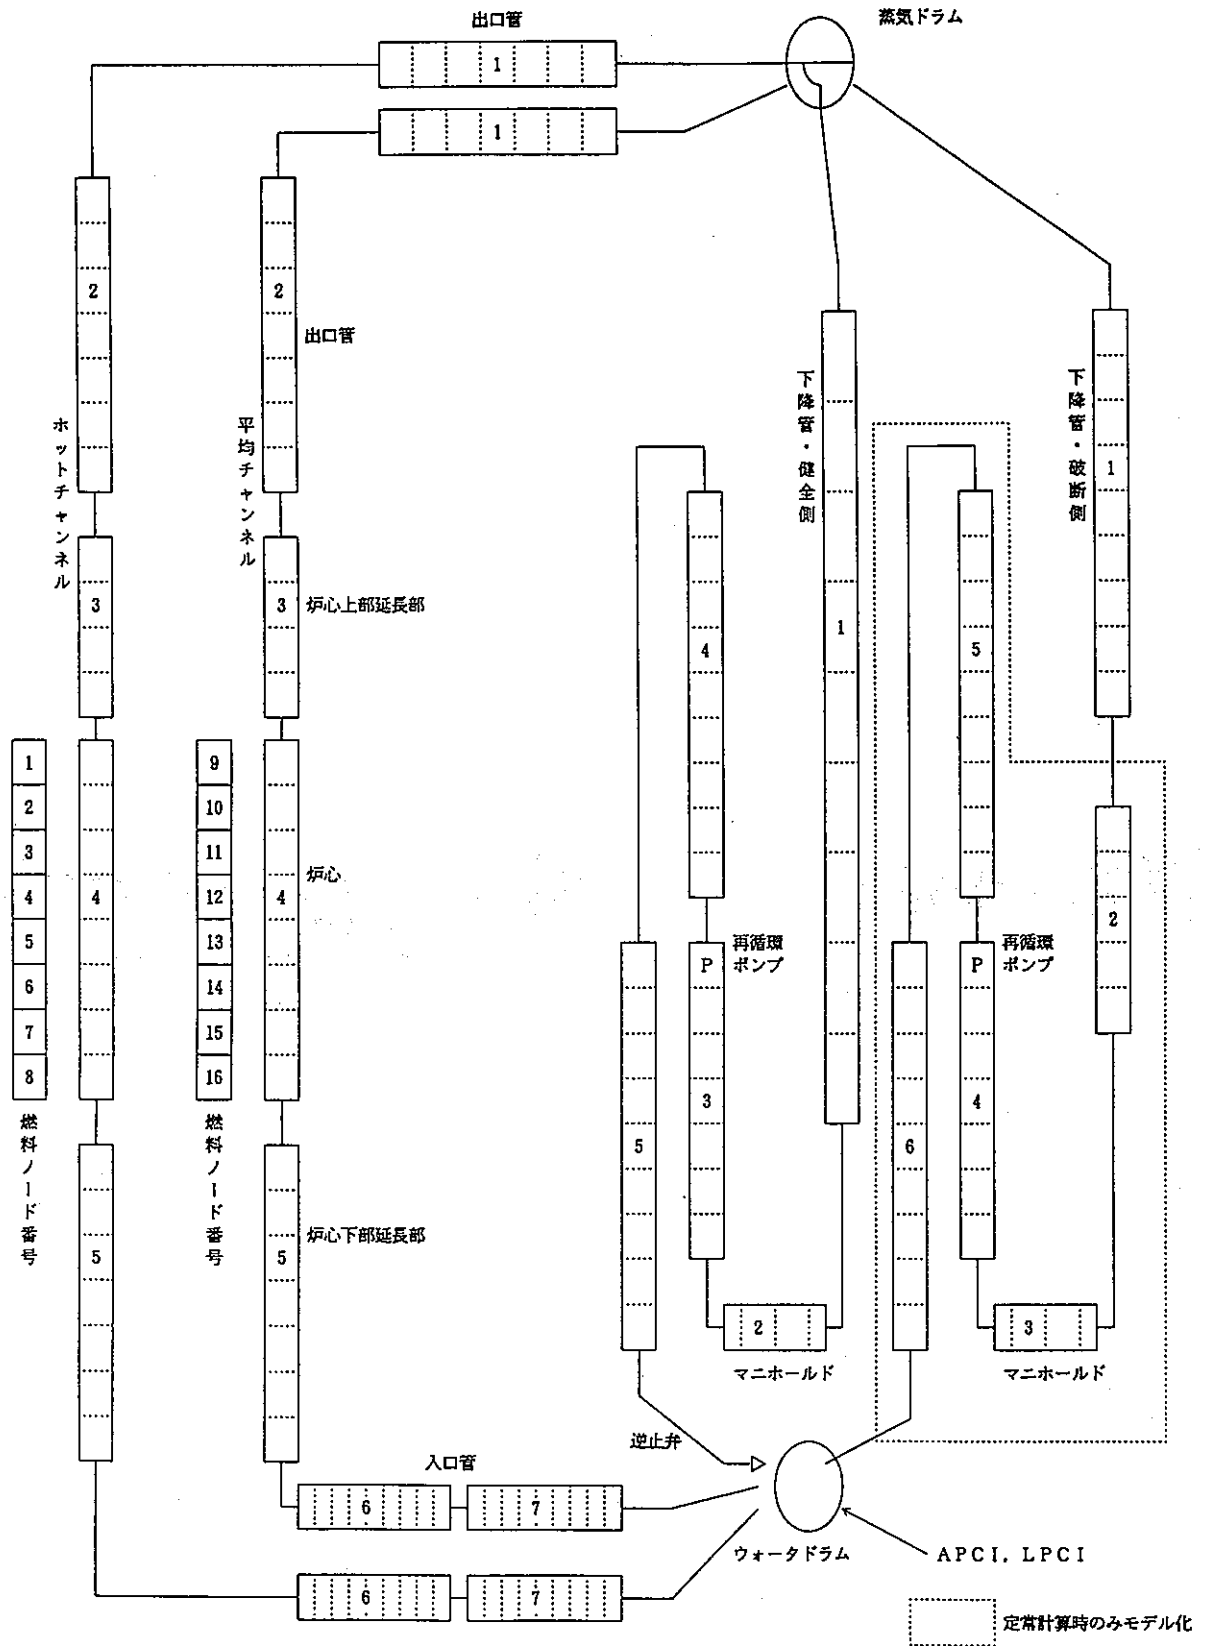 出口管
蒸気ドラム
1
1
2
2
出口管
ホットチャンネル
平均チャンネル
下降管・健全側
下降管・破断側
1
3
3
炉心上部延長部
4
1
5
1
2
3
4
5
6
7
8
4
9
10
11
12
13
14
15
16
4
炉心
2
P
再循環
ポンプ
P
再循環
ポンプ
3
4
5
6
燃料ノード番号
燃料ノード番号
5
5
炉心下部延長部
2
3
マニホールド
マニホールド
逆止弁
入口管
6
7
ウォータドラム
APCI, LPCI
6
7
定常計算時のみモデル化